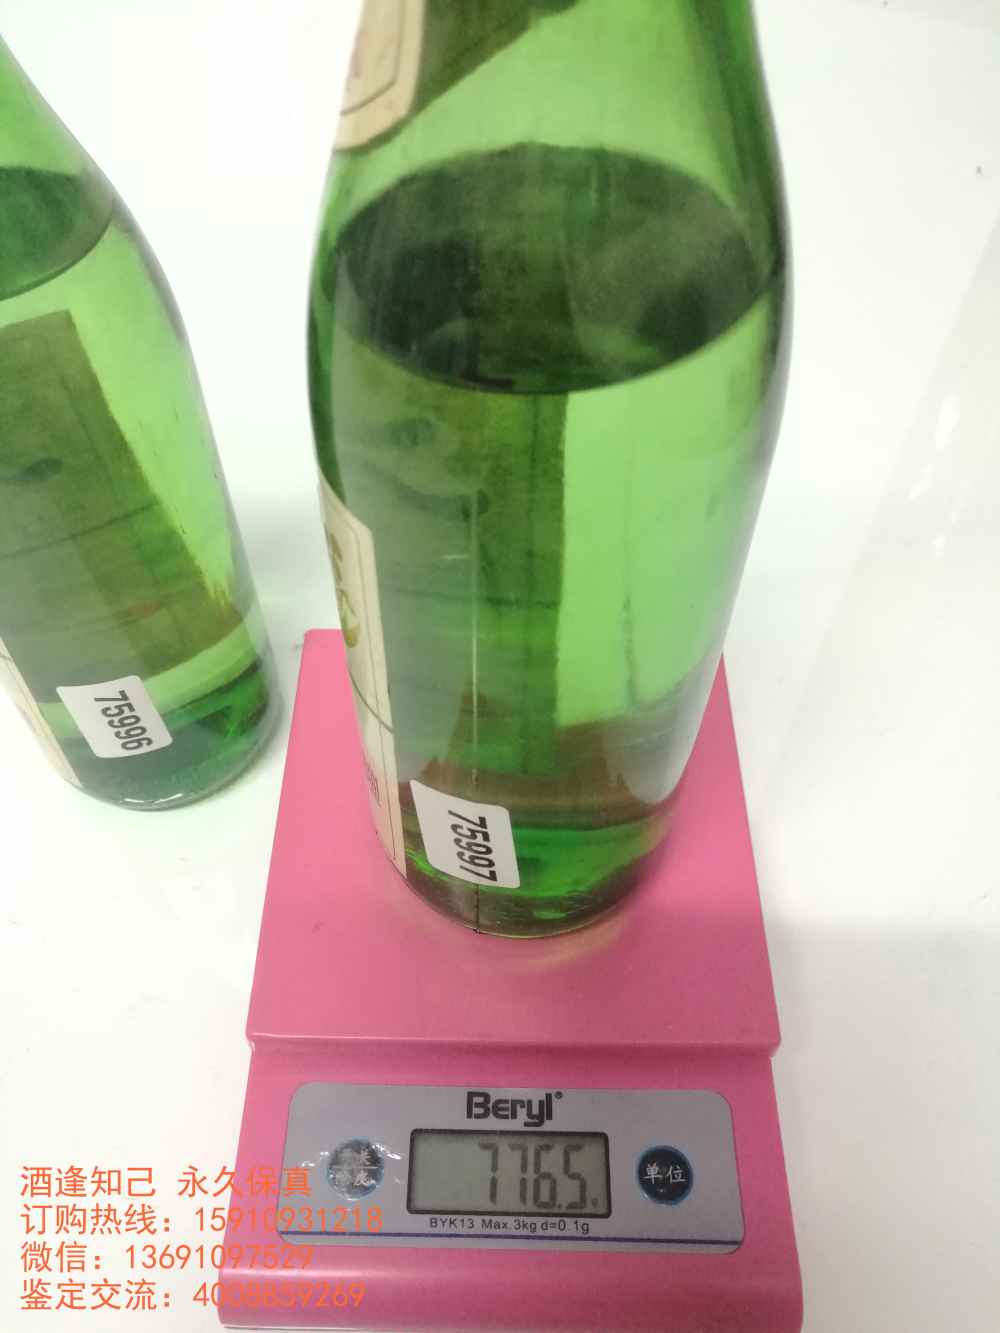 75996
75997
Beryl®
776.5
单位
BYK13 Max.3kg d=0.1g
酒逢知己 永久保真
订购热线：15910931218
微信：13691097529
鉴定交流：4008859269